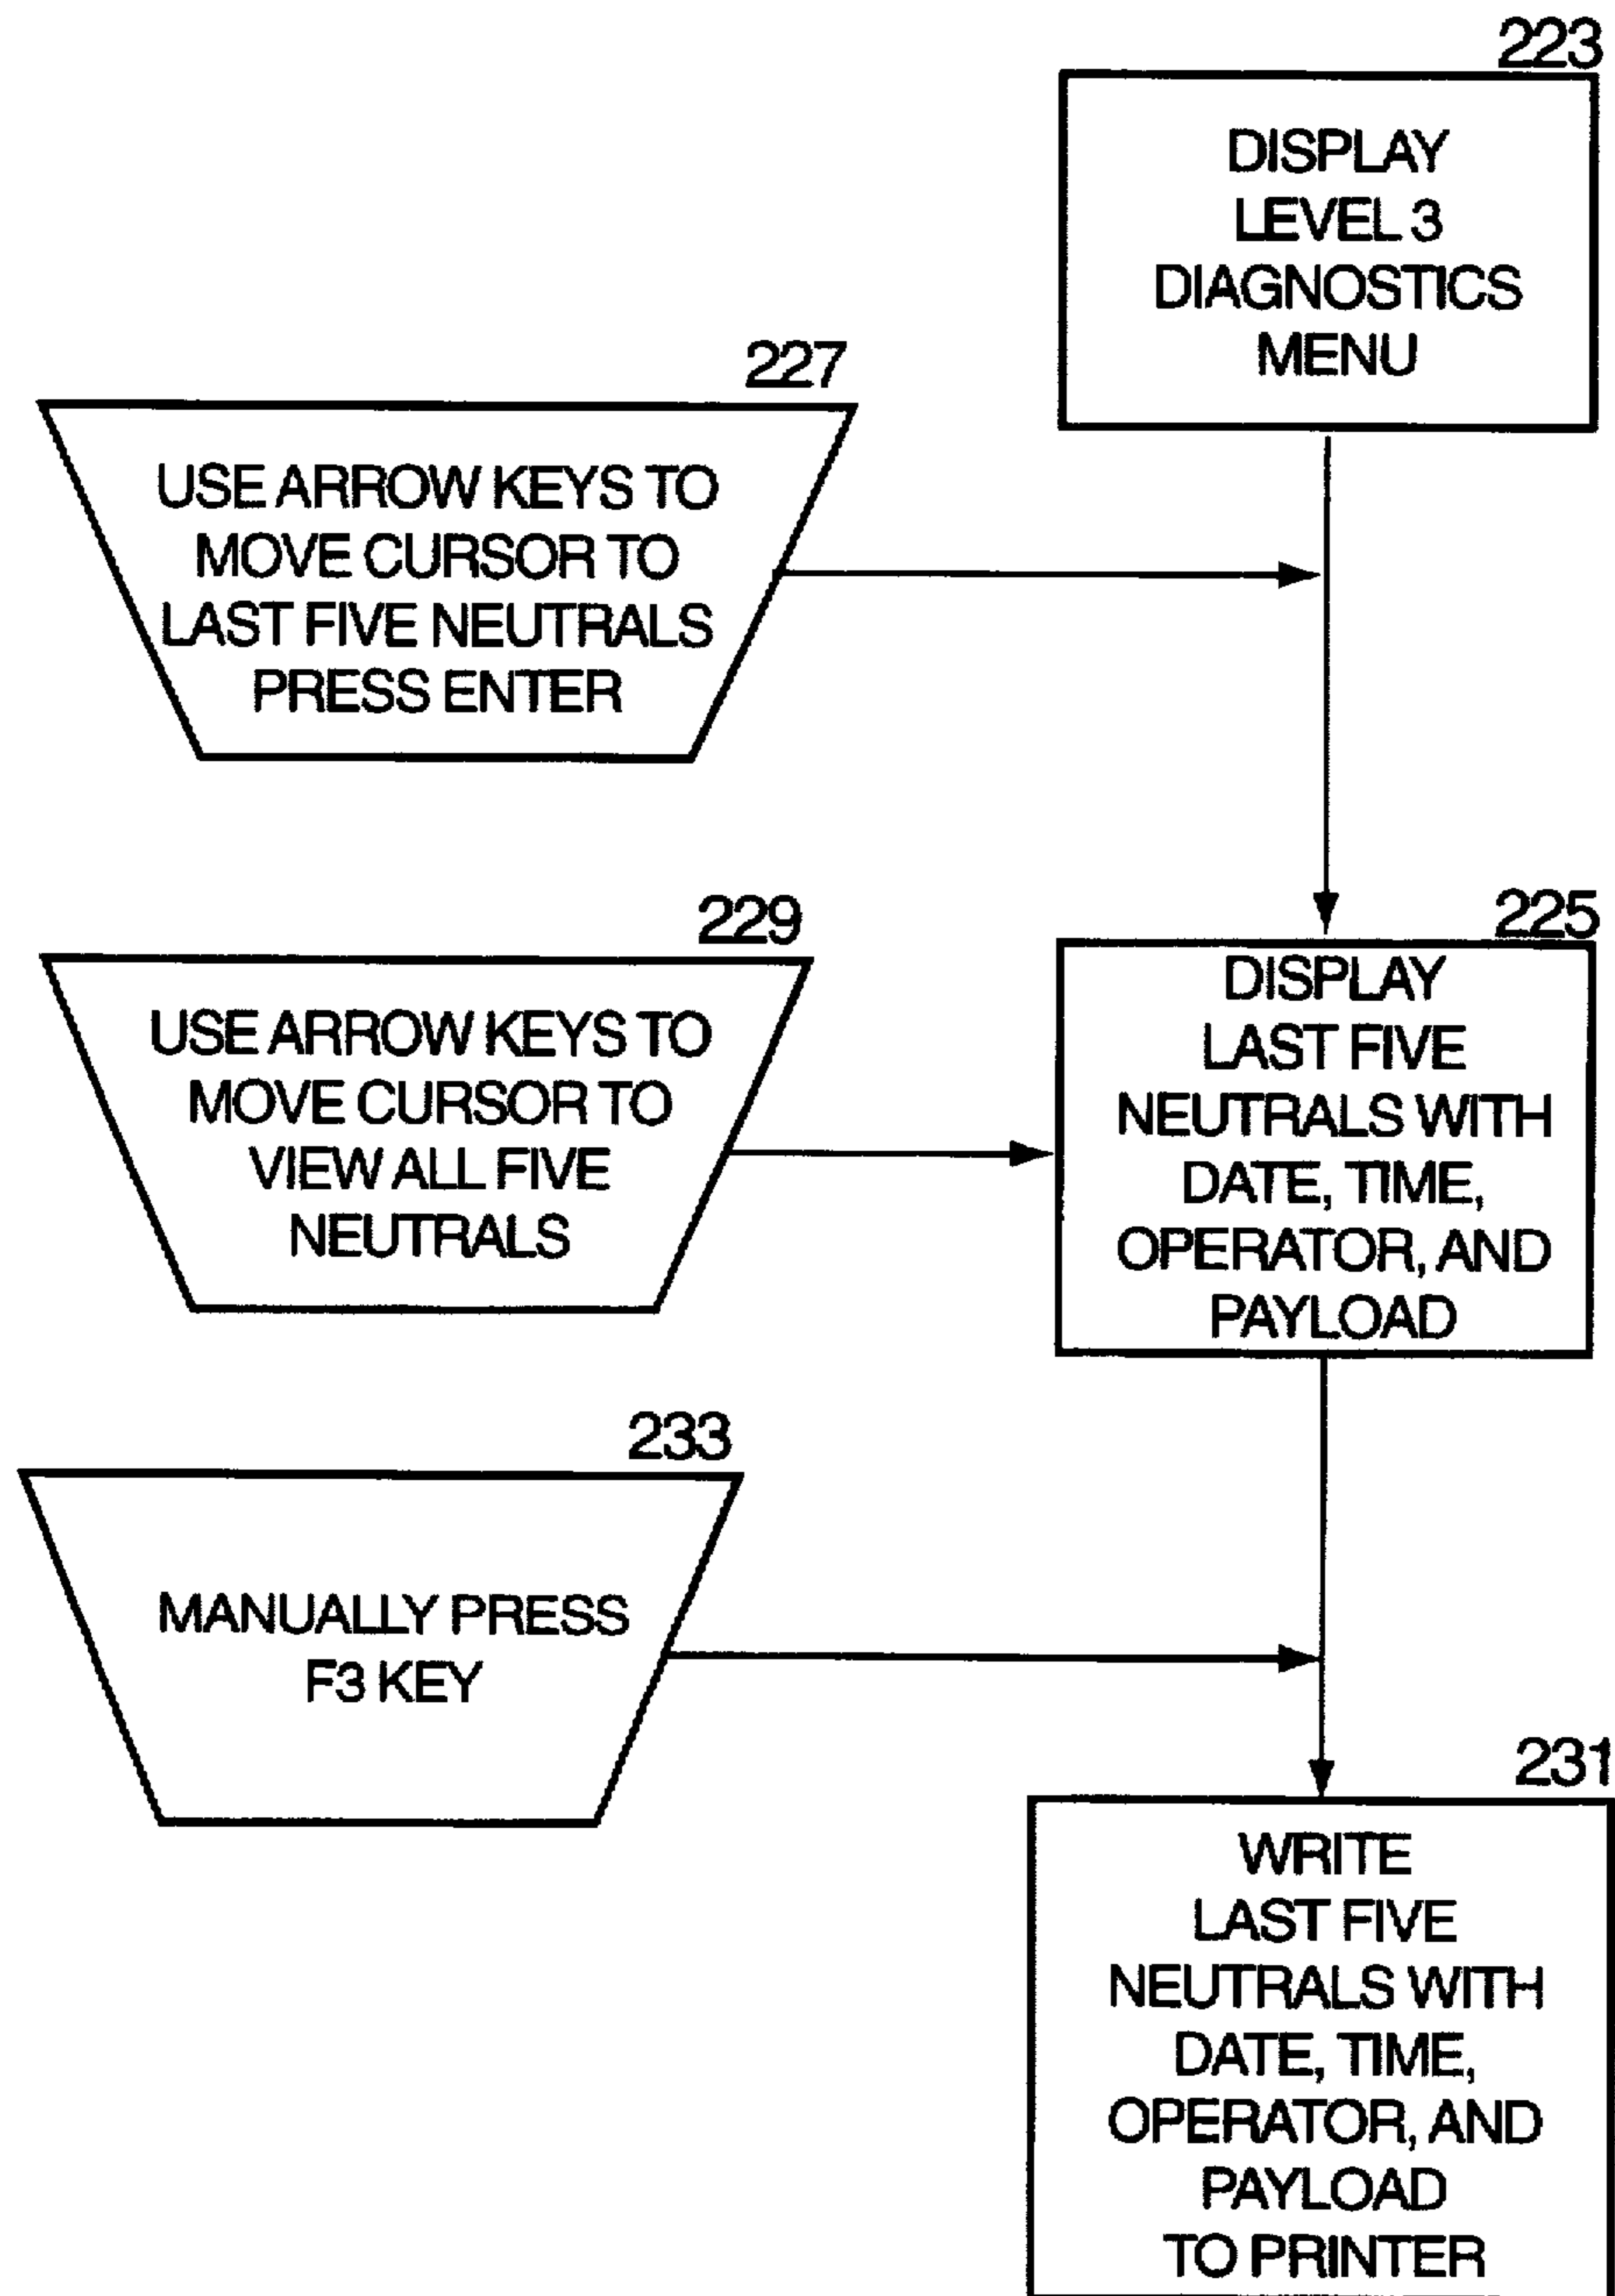 223
DISPLAY
LEVEL 3
DIAGNOSTICS
MENU
227
USE ARROW KEYS TO
MOVE CURSOR TO
LAST FIVE NEUTRALS
PRESS ENTER
229
USE ARROW KEYS TO
MOVE CURSOR TO
VIEW ALL FIVE
NEUTRALS
225
DISPLAY
LAST FIVE
NEUTRALS WITH
DATE, TIME,
OPERATOR, AND
PAYLOAD
233
MANUALLY PRESS
F3 KEY
231
WRITE
LAST FIVE
NEUTRALS WITH
DATE, TIME,
OPERATOR, AND
PAYLOAD
TO PRINTER